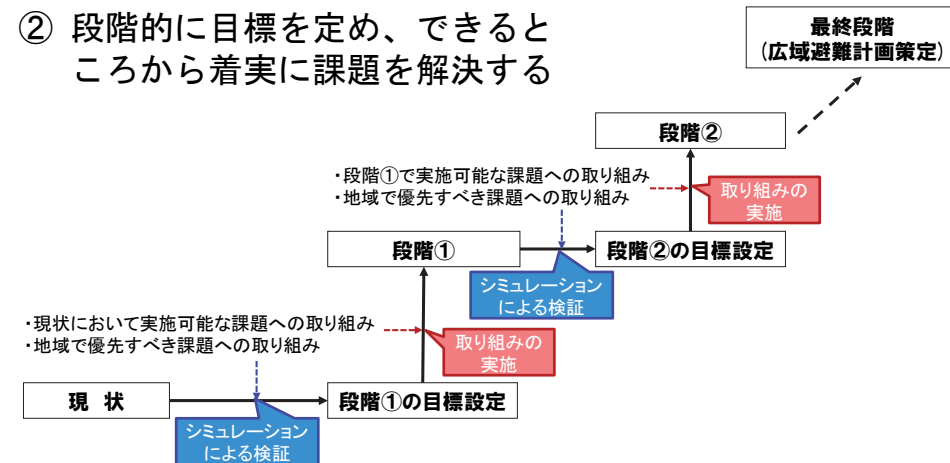 ② 段階的に目標を定め、できると
ころから着実に課題を解決する
最終段階
(広域避難計画策定)
段階②
・段階①で実施可能な課題への取り組み
・地域で優先すべき課題への取り組み
取り組みの
実施
段階①
段階②の目標設定
シミュレーション
による検証
・現状において実施可能な課題への取り組み
・地域で優先すべき課題への取り組み
取り組みの
実施
現 状
段階①の目標設定
シミュレーション
による検証